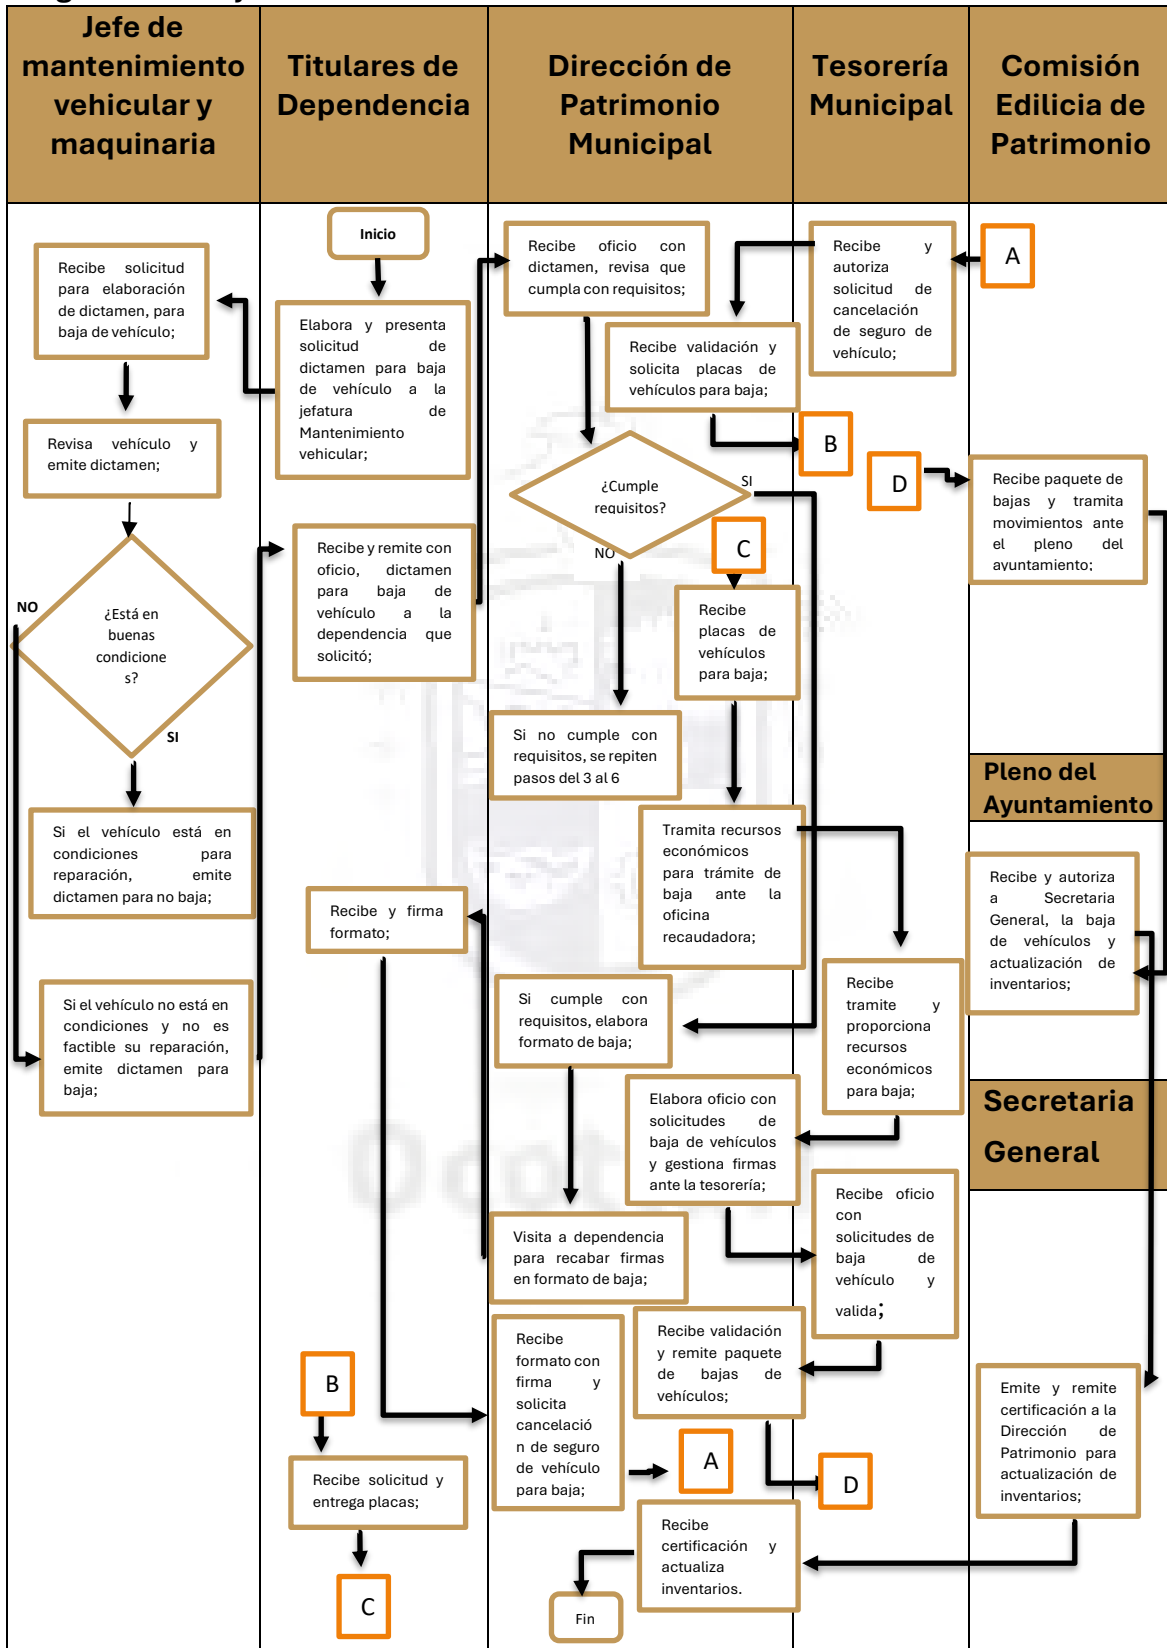 Jefe de
mantenimiento
vehicular y
maquinaria
Titulares de
Dependencia
Dirección de
Patrimonio
Municipal
Tesorería
Municipal
Comisión
Edilicia de
Patrimonio
Recibe solicitud
para elaboración
de dictamen, para
baja de vehículo;
Revisa vehículo y
emite dictamen;
¿Está en
buenas
condicione
s?
NO
SI
Si el vehículo está en
condiciones para
reparación, emite
dictamen para no baja;
Si el vehículo no está en
condiciones y no es
factible su reparación,
emite dictamen para
baja;
Inicio
Elabora y presenta
solicitud de
dictamen para baja
de vehículo a la
jefatura de
Mantenimiento
vehicular;
Recibe y remite con
oficio, dictamen
para baja de
vehículo a la
dependencia que
solicitó;
Recibe y firma
formato;
B
Recibe solicitud y
entrega placas;
C
Recibe oficio con
dictamen, revisa que
cumpla con requisitos;
Recibe validación y
solicita placas de
vehículos para baja;
B
¿Cumple
requisitos?
SI
NO
C
Recibe
placas de
vehículos
para baja;
Si no cumple con
requisitos, se repiten
pasos del 3 al 6
Tramita recursos
económicos
para trámite de
baja ante la
oficina
recaudadora;
Si cumple con
requisitos, elabora
formato de baja;
Elabora oficio con
solicitudes de
baja de vehículos
y gestiona firmas
ante la tesorería;
Visita a dependencia
para recabar firmas
en formato de baja;
Recibe
formato con
firma y
solicita
cancelació
n de seguro
de vehículo
para baja;
Recibe validación
y remite paquete
de bajas de
vehículos;
A
D
Recibe
certificación y
actualiza
inventarios.
Fin
Recibe y
autoriza
solicitud de
cancelación
de seguro de
vehículo;
A
D
Recibe
tramite y
proporciona
recursos
económicos
para baja;
Recibe oficio
con
solicitudes de
baja de
vehículo y
valida;
Recibe paquete de
bajas y tramita
movimientos ante
el pleno del
ayuntamiento;
Pleno del
Ayuntamiento
Recibe y autoriza
a Secretaria
General, la baja
de vehículos y
actualización de
inventarios;
Secretaria
General
Emite y remite
certificación a la
Dirección de
Patrimonio para
actualización de
inventarios;